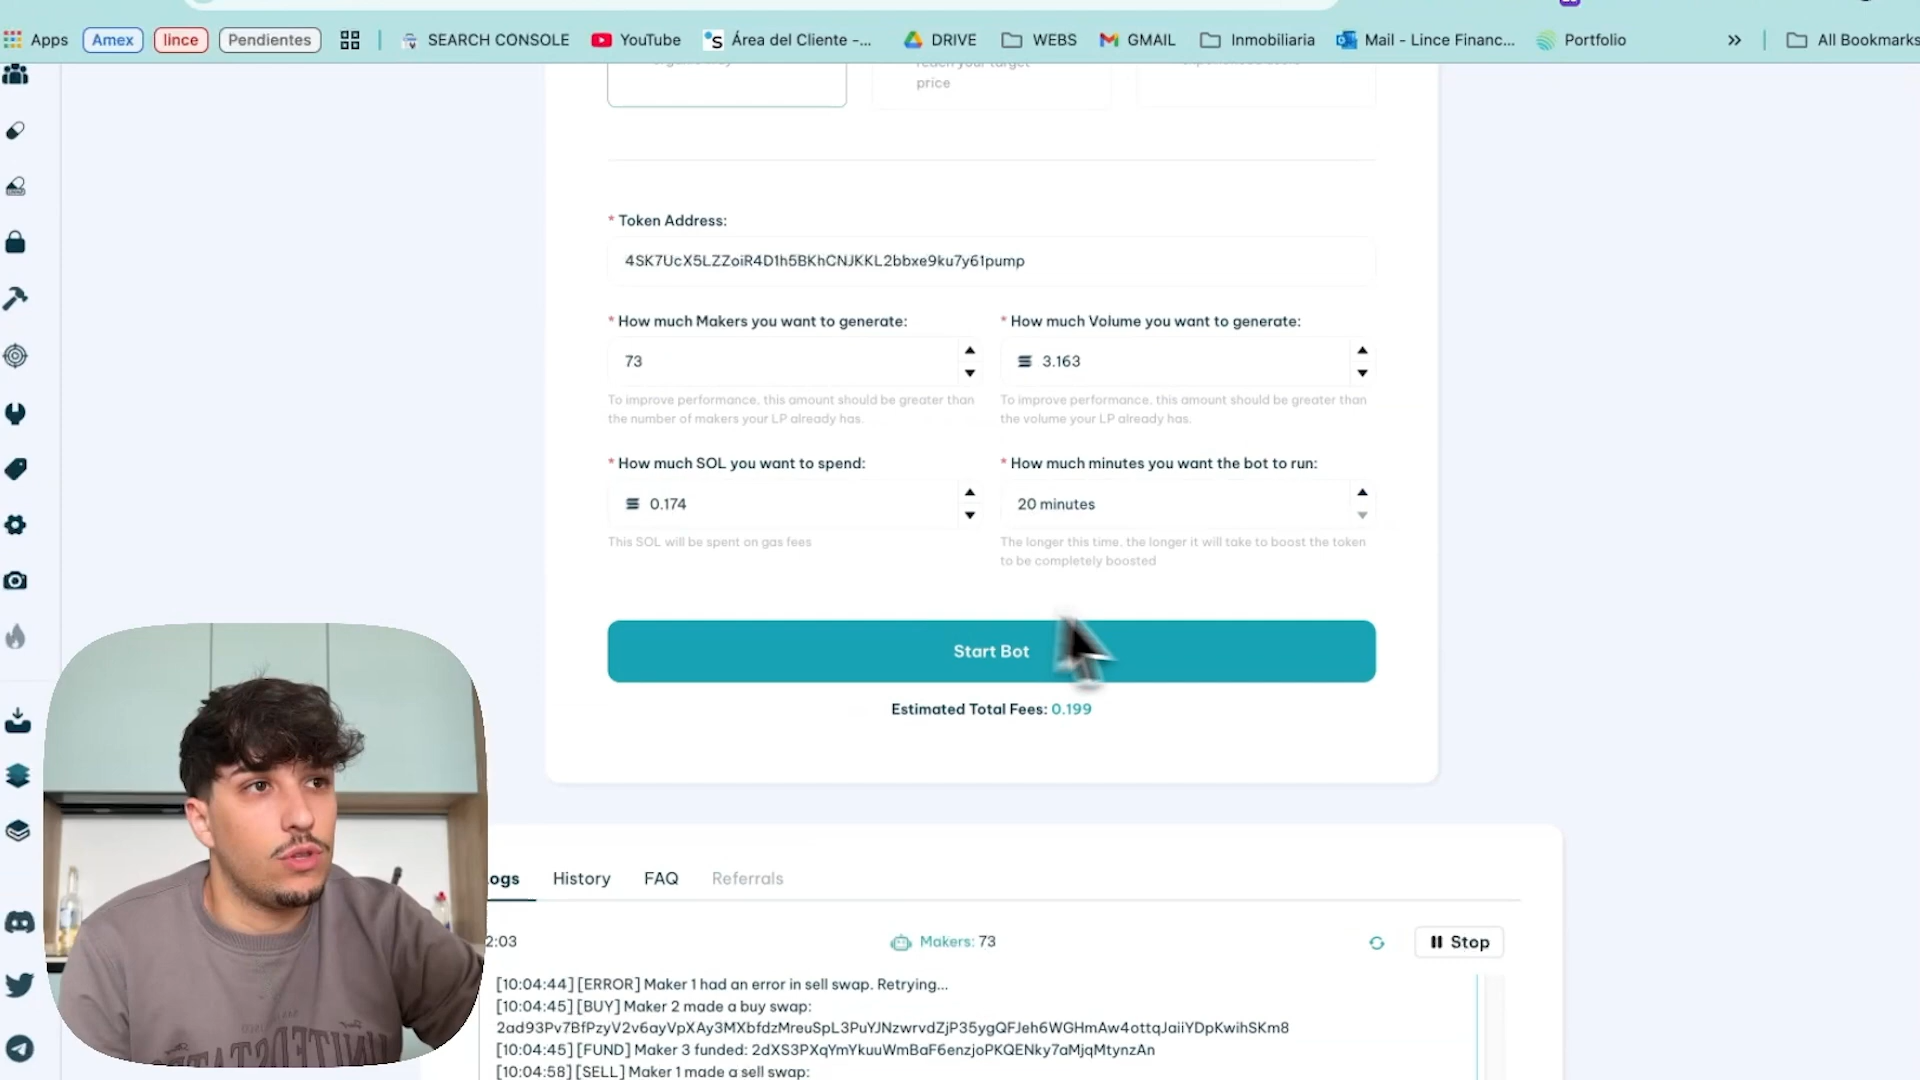 Apps Amex lince Pendientes SEARCH CONSOLE YouTube Área del Cliente -... DRIVE WEBS GMAIL Inmobiliaria Mail - Lince Financ... Portfolio » All Bookmarks
reach your target
price
* Token Address:
4SK7UcX5LZZoiR4D1h5BKhCNJKKL2bbxe9ku7y61pump
* How much Makers you want to generate:
* How much Volume you want to generate:
73
3.163
To improve performance, this amount should be greater than
the number of makers your LP already has.
To improve performance, this amount should be greater than
the volume your LP already has.
* How much SOL you want to spend:
* How much minutes you want the bot to run:
0.174
20 minutes
This SOL will be spent on gas fees
The longer this time, the longer it will take to boost the token
to be completely boosted
Start Bot
Estimated Total Fees: 0.199
ogs History FAQ Referrals
2:03 Makers: 73 Stop
[10:04:44] [ERROR] Maker 1 had an error in sell swap. Retrying...
[10:04:45] [BUY] Maker 2 made a buy swap:
2ad93Pv7BfPzyV2v6ayVpXAy3MXbfdzMreuSpL3PuYJNzwrvdZjP35ygQFJeh6WGHmAw4ottqJaiiYDpKwihSKm8
[10:04:45] [FUND] Maker 3 funded: 2dXS3PXqYmYkuuWmBaF6enzjoPKQENky7aMjqMtynzAn
[10:04:58] [SELL] Maker 1 made a sell swap: